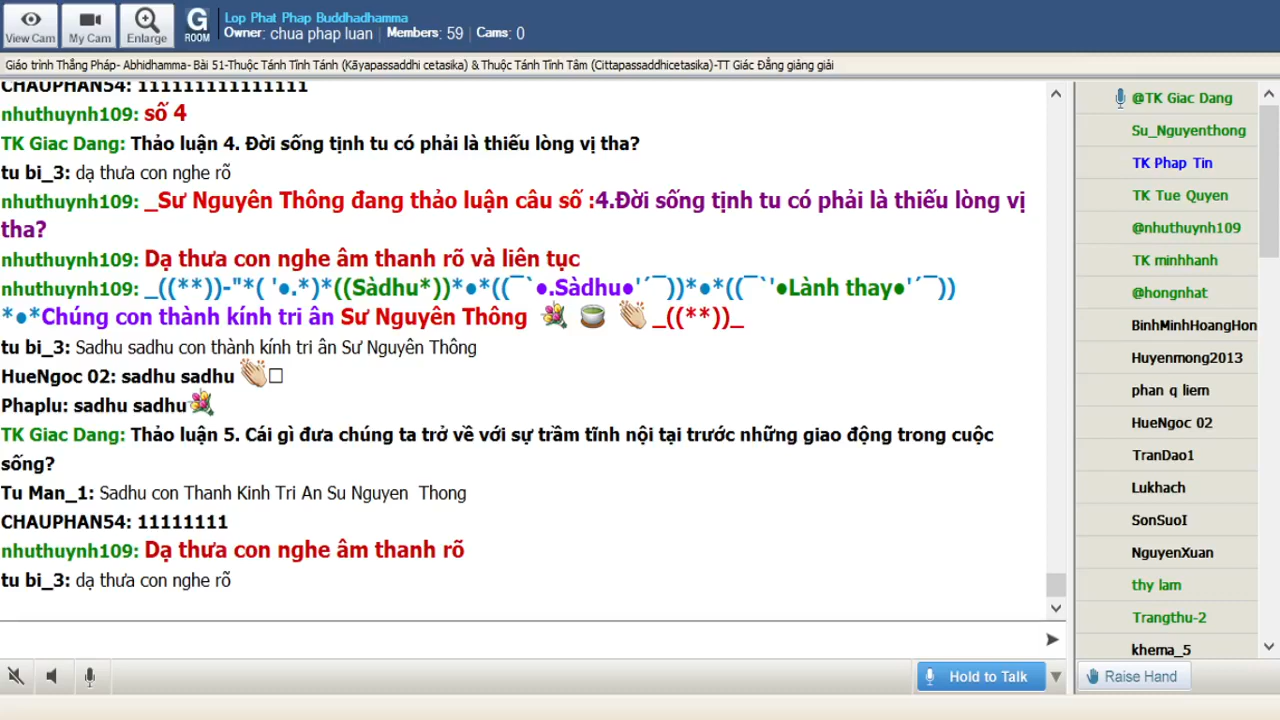 Lop Phat Phap Buddhadhamma
View Cam My Cam Enlarge G ROOM Owner: chua phap luan Members: 59 Cams: 0
Giáo trình Thắng Pháp- Abhidhamma- Bài 51-Thuộc Tánh Tĩnh Tánh (Kāyapassaddhi cetasika) & Thuộc Tánh Tĩnh Tâm (Cittapassaddhicetasika)-TT Giác Đẳng giảng giải
CHAUPHAN54: 111111111111111
nhuthuynh109: số 4
TK Giac Dang: Thảo luận 4. Đời sống tịnh tu có phải là thiếu lòng vị tha?
tu bi_3: dạ thưa con nghe rõ
nhuthuynh109: _Sư Nguyên Thông đang thảo luận câu số :4.Đời sống tịnh tu có phải là thiếu lòng vị
tha?
nhuthuynh109: Dạ thưa con nghe âm thanh rõ và liên tục
nhuthuynh109: _((**))-"*( '●.*)*((Sàdhu*))*●*((¯`●.Sàdhu●'´¯))*●*((¯`'●Lành thay●'´¯))
*●*Chúng con thành kính tri ân Sư Nguyên Thông 💐 🍵 👏 _((**))_
tu bi_3: Sadhu sadhu con thành kính tri ân Sư Nguyên Thông
HueNgoc 02: sadhu sadhu 👏□
Phaplu: sadhu sadhu💐
TK Giac Dang: Thảo luận 5. Cái gì đưa chúng ta trở về với sự trầm tĩnh nội tại trước những giao động trong cuộc
sống?
Tu Man_1: Sadhu con Thanh Kinh Tri An Su Nguyen Thong
CHAUPHAN54: 11111111
nhuthuynh109: Dạ thưa con nghe âm thanh rõ
tu bi_3: dạ thưa con nghe rõ
@TK Giac Dang
Su_Nguyenthong
TK Phap Tin
TK Tue Quyen
@nhuthuynh109
TK minhhanh
@hongnhat
BinhMinhHoangHon
Huyenmong2013
phan q liem
HueNgoc 02
TranDao1
Lukhach
SonSuoI
NguyenXuan
thy lam
Trangthu-2
khema_5
Hold to Talk
Raise Hand